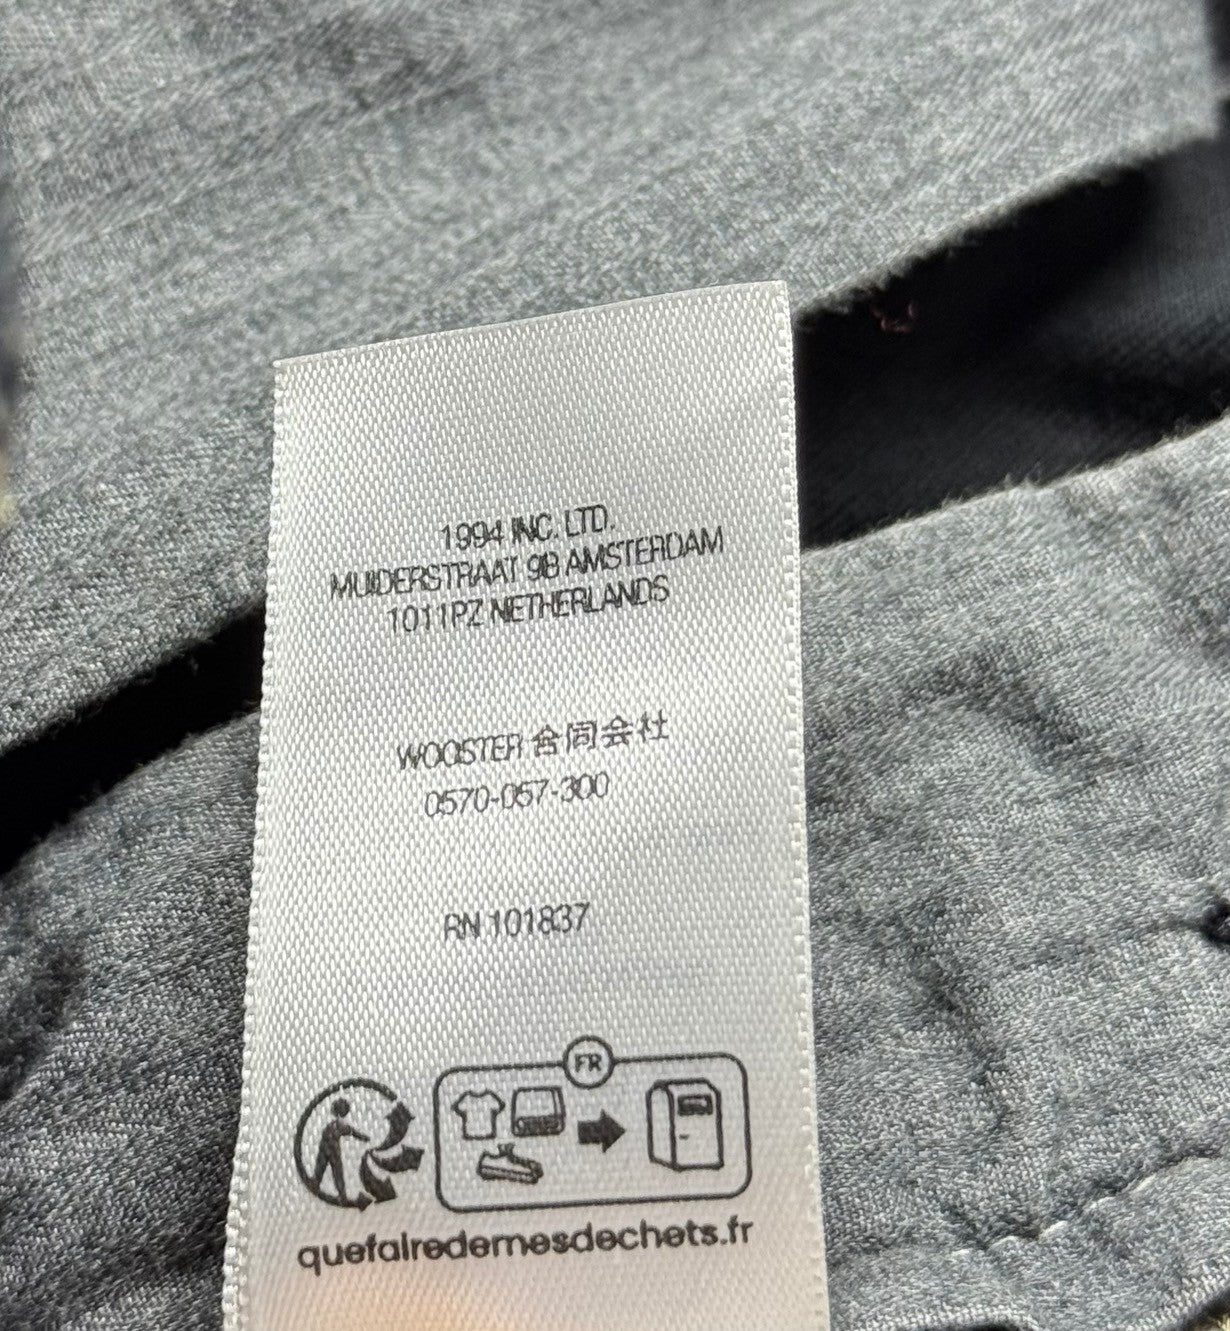 1994 INC. LTD.
MUIDERSTRAAT 9B AMSTERDAM
1011PZ NETHERLANDS
WOOSTER 合同会社
0570-057-300
RN 101837
FR
quefairedemesdechets.fr